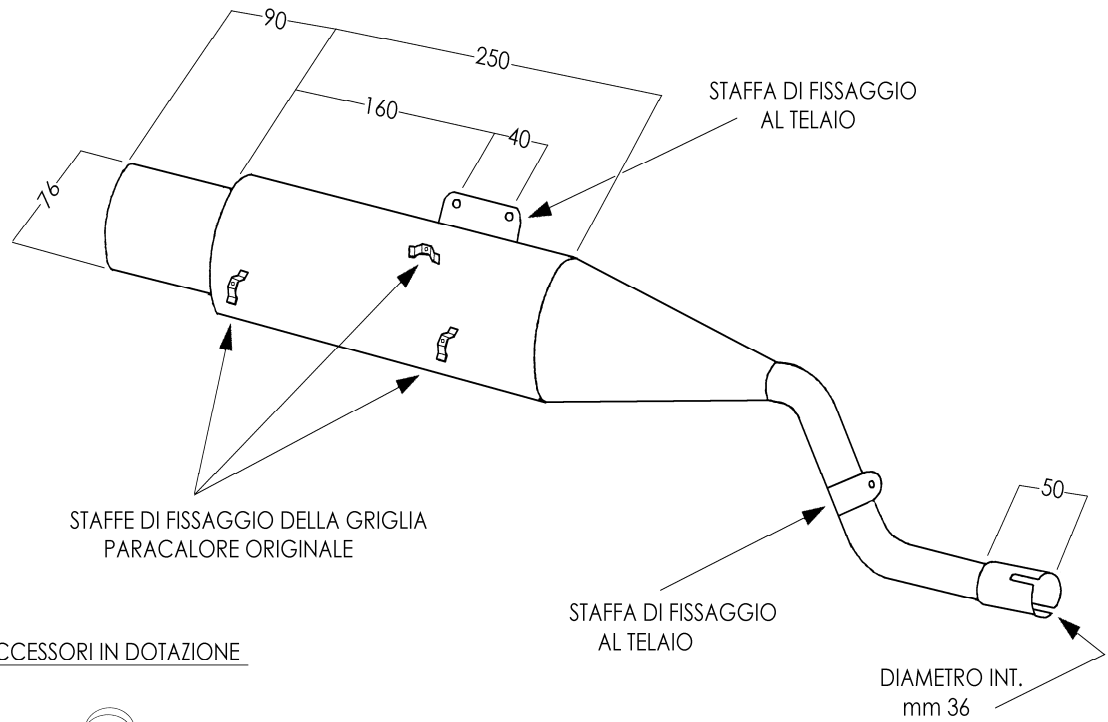 90
250
160
40
76
STAFFA DI FISSAGGIO
AL TELAIO
STAFFE DI FISSAGGIO DELLA GRIGLIA
PARACALORE ORIGINALE
50
STAFFA DI FISSAGGIO
AL TELAIO
CCESSORI IN DOTAZIONE
DIAMETRO INT.
mm 36